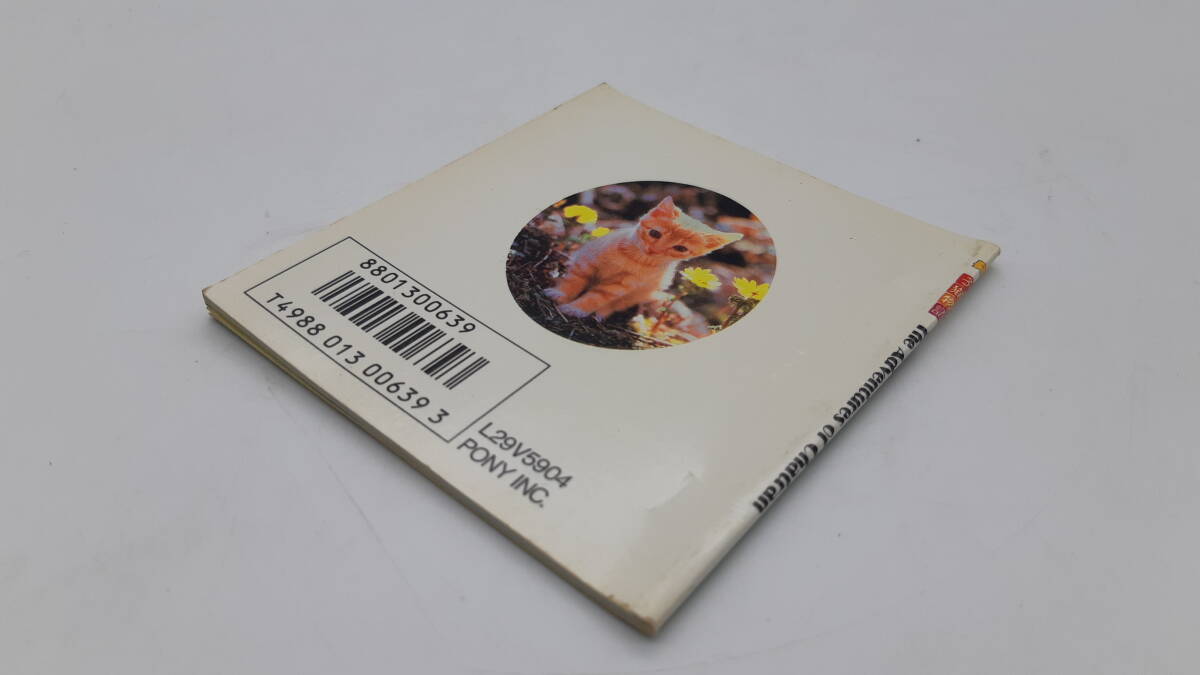 8801300639
T4988 013 00639 3
L29V5904
PONY INC.
The Adventures of Chatran